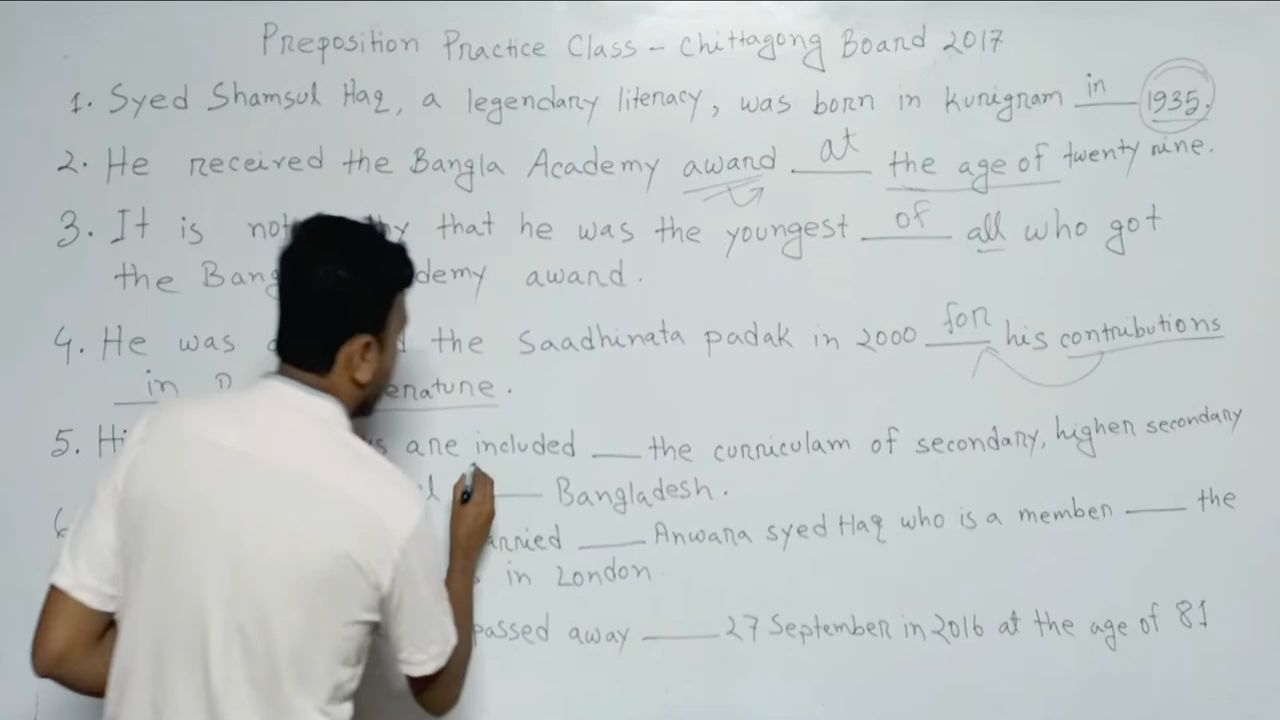 Preposition Practice Class - Chittagong Board 2017
1. Syed Shamsul Haq, a legendary literacy, was born in Kurigram in 1935.
2. He received the Bangla Academy award at the age of twenty nine.
3. It is that he was the youngest of all who got
the award.
4. He was the Saadhinata padak in 2000 for his contributions
in
5. are included ___ the curriculam of secondary, higher secondary
___ Bangladesh.
6 ___ Anwara syed Haq who is a member ___ the
in London
passed away ___ 27 September in 2016 at the age of 81